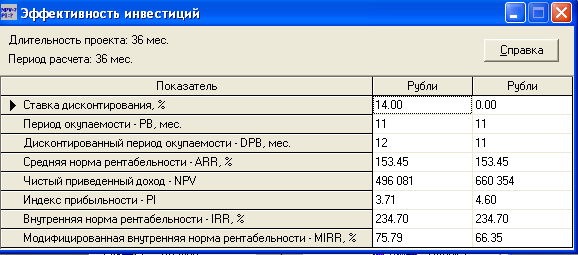 Эффективность инвестиций
Длительность проекта: 36 мес.
Период расчета: 36 мес.
Справка
Показатель Рубли Рубли
Ставка дисконтирования, % 14.00 0.00
Период окупаемости - PB, мес. 11 11
Дисконтированный период окупаемости - DPB, мес. 12 11
Средняя норма рентабельности - ARR, % 153.45 153.45
Чистый приведенный доход - NPV 496 081 660 354
Индекс прибыльности - PI 3.71 4.60
Внутренняя норма рентабельности - IRR, % 234.70 234.70
Модифицированная внутренняя норма рентабельности - MIRR, % 75.79 66.35